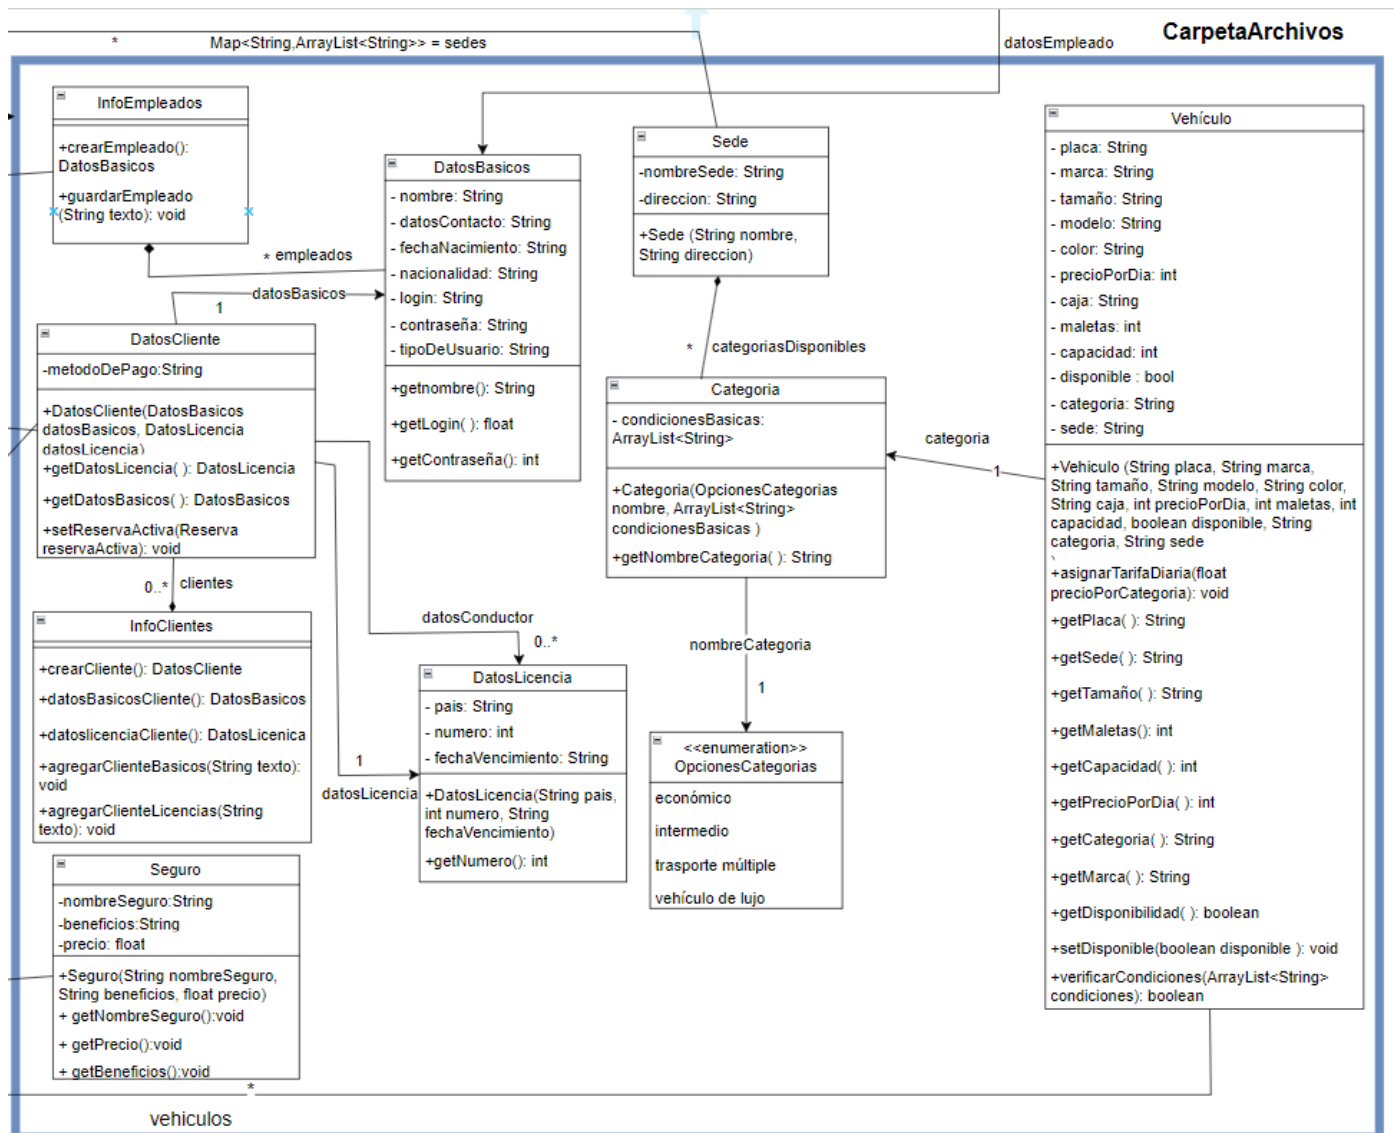 * Map<String,ArrayList<String>> = sedes
datosEmpleado
CarpetaArchivos
InfoEmpleados
+crearEmpleado():
DatosBasicos
+guardarEmpleado
(String texto): void
* empleados
DatosBasicos
- nombre: String
- datosContacto: String
- fechaNacimiento: String
- nacionalidad: String
- login: String
- contraseña: String
- tipoDeUsuario: String
+getnombre(): String
+getLogin( ): float
+getContraseña(): int
datosBasicos
1
DatosCliente
-metodoDePago:String
+DatosCliente(DatosBasicos
datosBasicos, DatosLicencia
datosLicencia)
+getDatosLicencia( ): DatosLicencia
+getDatosBasicos( ): DatosBasicos
+setReservaActiva(Reserva
reservaActiva): void
0..* clientes
InfoClientes
+crearCliente(): DatosCliente
+datosBasicosCliente(): DatosBasicos
+datoslicenciaCliente(): DatosLicenica
+agregarClienteBasicos(String texto):
void
+agregarClienteLicencias(String
texto): void
Seguro
-nombreSeguro:String
-beneficios:String
-precio: float
+Seguro(String nombreSeguro,
String beneficios, float precio)
+ getNombreSeguro():void
+ getPrecio():void
+ getBeneficios():void
*
vehiculos
datosConductor
0..*
1
datosLicencia
DatosLicencia
- pais: String
- numero: int
- fechaVencimiento: String
+DatosLicencia(String pais,
int numero, String
fechaVencimiento)
+getNumero(): int
Sede
-nombreSede: String
-direccion: String
+Sede (String nombre,
String direccion)
* categoriasDisponibles
Categoria
- condicionesBasicas:
ArrayList<String>
+Categoria(OpcionesCategorias
nombre, ArrayList<String>
condicionesBasicas )
+getNombreCategoria( ): String
categoria
1
nombreCategoria
1
<<enumeration>>
OpcionesCategorias
económico
intermedio
trasporte múltiple
vehículo de lujo
Vehículo
- placa: String
- marca: String
- tamaño: String
- modelo: String
- color: String
- precioPorDia: int
- caja: String
- maletas: int
- capacidad: int
- disponible : bool
- categoria: String
- sede: String
+Vehiculo (String placa, String marca,
String tamaño, String modelo, String color,
String caja, int precioPorDia, int maletas, int
capacidad, boolean disponible, String
categoria, String sede
)
+asignarTarifaDiaria(float
precioPorCategoria): void
+getPlaca( ): String
+getSede( ): String
+getTamaño( ): String
+getMaletas(): int
+getCapacidad( ): int
+getPrecioPorDia( ): int
+getCategoria( ): String
+getMarca( ): String
+getDisponibilidad( ): boolean
+setDisponible(boolean disponible ): void
+verificarCondiciones(ArrayList<String>
condiciones): boolean